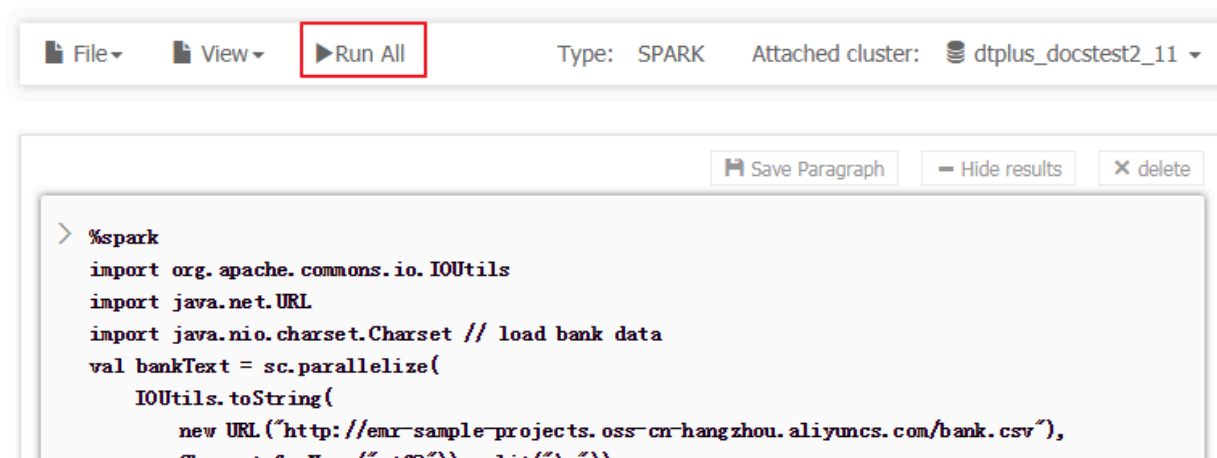 File View Run All Type: SPARK Attached cluster: dtplus_docstest2_11
Save Paragraph Hide results delete
%spark
import org.apache.commons.io.IOUtils
import java.net.URL
import java.nio.charset.Charset // load bank data
val bankText = sc.parallelize(
IOUtils.toString(
new URL("http://emr-sample-projects.oss-cn-hangzhou.aliyuncs.com/bank.csv"),